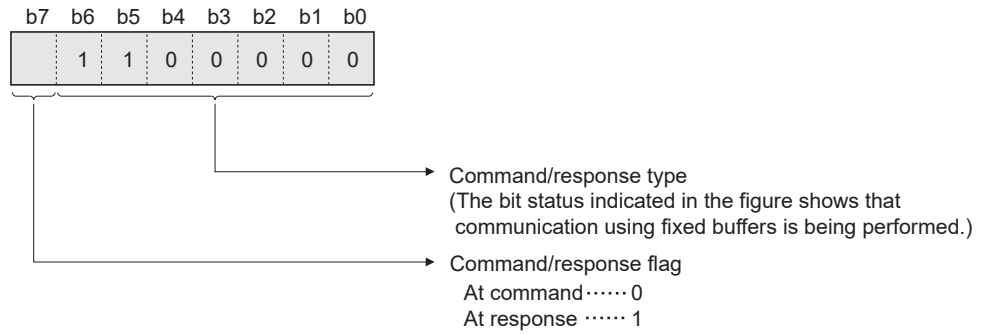 b7 b6 b5 b4 b3 b2 b1 b0
1 1 0 0 0 0 0
Command/response type
(The bit status indicated in the figure shows that
communication using fixed buffers is being performed.)
Command/response flag
At command ······ 0
At response ······ 1